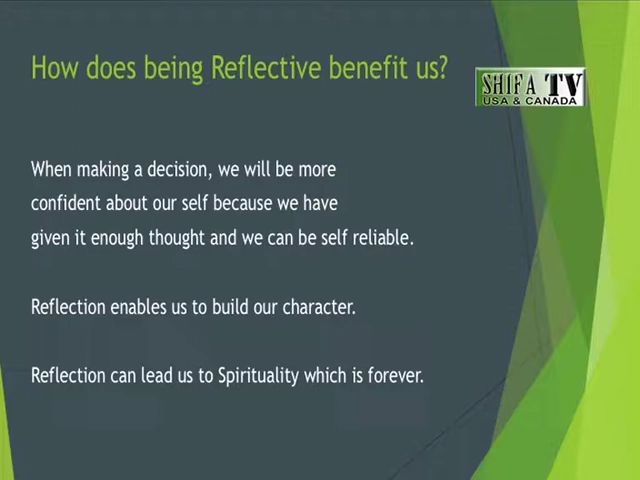 How does being Reflective benefit us?
SHIFA TV
USA & CANADA
When making a decision, we will be more
confident about our self because we have
given it enough thought and we can be self reliable.
Reflection enables us to build our character.
Reflection can lead us to Spirituality which is forever.